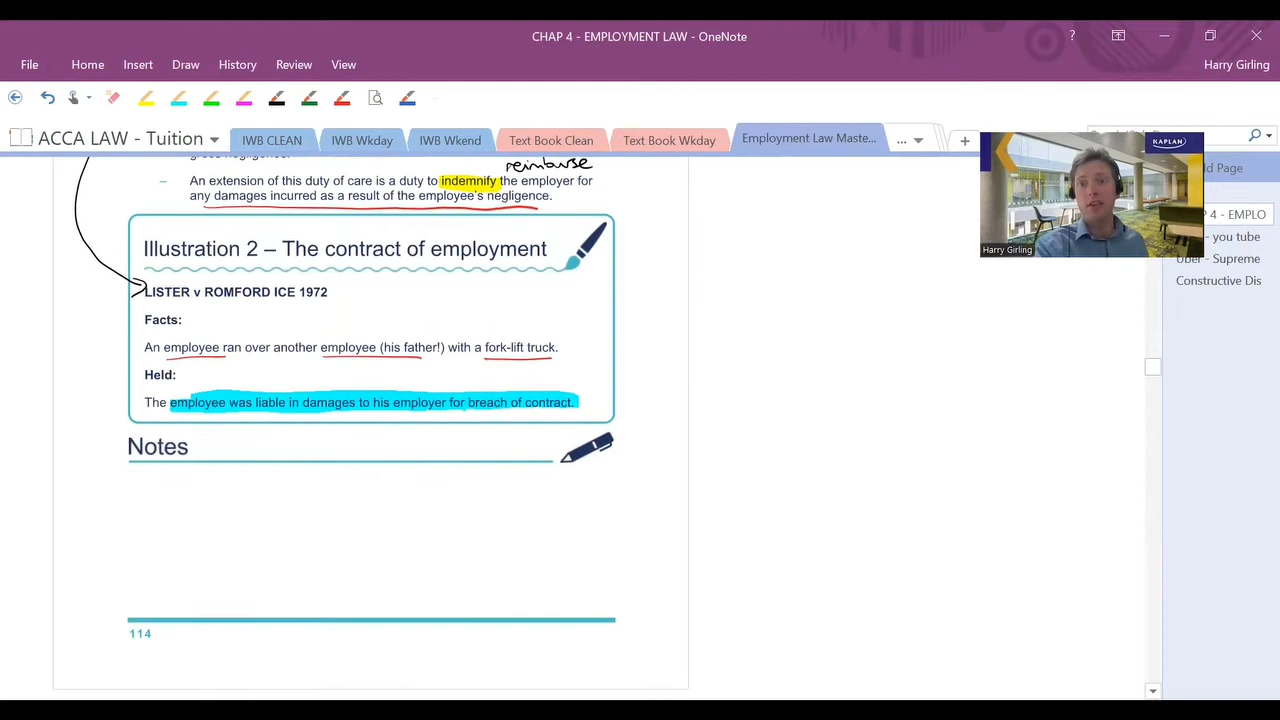 CHAP 4 - EMPLOYMENT LAW - OneNote
?
File Home Insert Draw History Review View
Harry Girling
ACCA LAW - Tuition
IWB CLEAN
IWB Wkday
IWB Wkend
Text Book Clean
Text Book Wkday
Employment Law Maste...
...
KAPLAN
Harry Girling
d Page
4 - EMPLO
- you tube
Uber - Supreme
Constructive Dis
gross negligence.
reimburse
– An extension of this duty of care is a duty to indemnify the employer for
any damages incurred as a result of the employee's negligence.
Illustration 2 – The contract of employment
LISTER v ROMFORD ICE 1972
Facts:
An employee ran over another employee (his father!) with a fork-lift truck.
Held:
The employee was liable in damages to his employer for breach of contract.
Notes
114